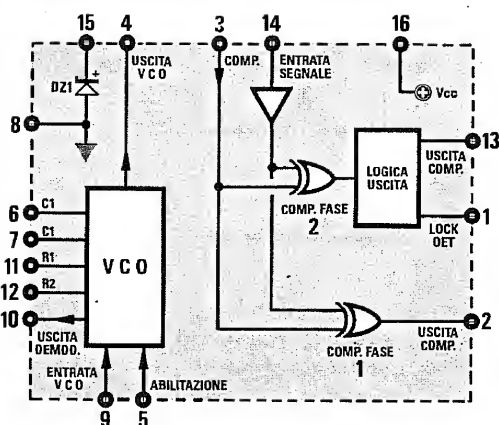 15
4
3
14
16
USCITA
VCO
COMP.
ENTRATA
SEGNALE
DZ1
+
Vcc
8
13
LOGICA
USCITA
USCITA
COMP.
6
C1
COMP. FASE
2
LOCK
OET
1
7
C1
VCO
11
R1
12
R2
10
USCITA
DEMDO.
USCITA
COMP.
2
COMP. FASE
1
ENTRATA
VCO
ABILITAZIONE
9
5